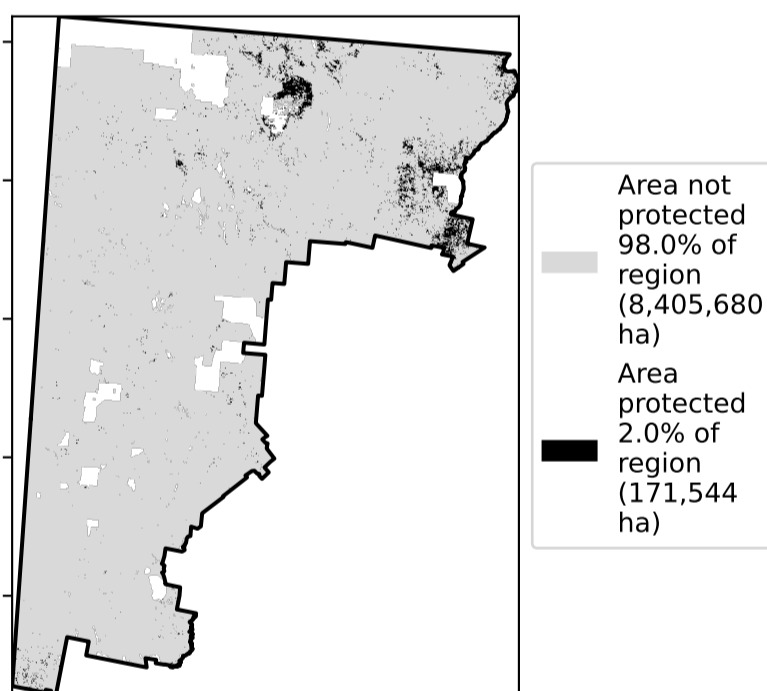 Area not
protected
98.0% of
region
(8,405,680
ha)
Area
protected
2.0% of
region
(171,544
ha)